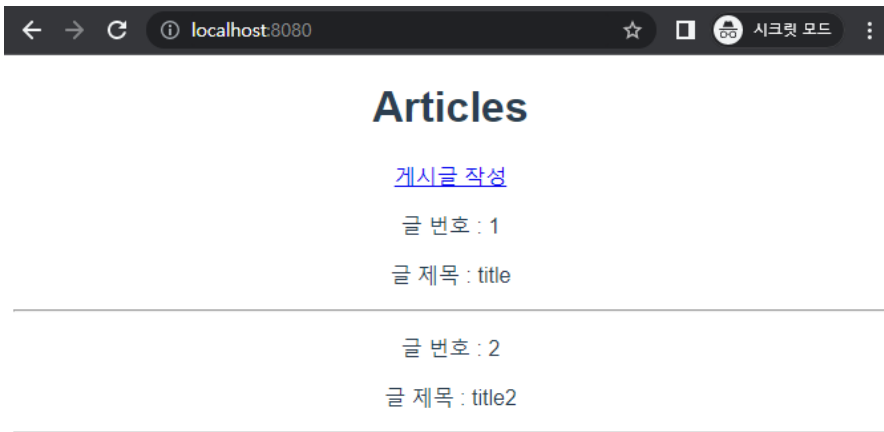 localhost:8080
시크릿 모드
Articles
게시글 작성
글 번호 : 1
글 제목 : title
글 번호 : 2
글 제목 : title2